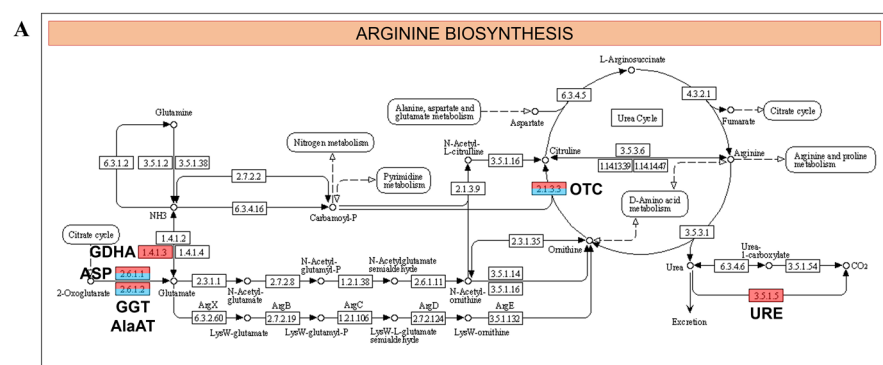 A
ARGININE BIOSYNTHESIS
L-Arginosuccinate
6.3.4.5
4.3.2.1
Alanine, aspartate and
glutamate metabolism
Aspartate
Urea Cycle
Fumarate
Citrate cycle
Glutamine
Nitrogen metabolism
N-Acetyl-
L-citrulline
Citruline
3.5.3.6
Arginine
6.3.1.2
3.5.1.2
3.5.1.38
3.5.1.16
1.14.13.39
1.14.14.47
Arginine and proline
metabolism
2.7.2.2
Pyrimidine
metabolism
2.1.3.9
2.1.3.3
OTC
D-Amino acid
metabolism
NH3
6.3.4.16
Carbamoyl-P
3.5.3.1
Citrate cycle
1.4.1.2
2.3.1.35
Ornithine
GDHA
1.4.1.3
1.4.1.4
Urea-
1-carboxylate
ASP
2.6.1.1
N-Acetyl-
glutamyl-P
N-Acetylglutamate
semialdehyde
3.5.1.14
Urea
6.3.4.6
3.5.1.54
CO2
2-Oxoglutarate
2.6.1.2
Glutamate
2.3.1.1
N-Acetyl-
glutamate
2.7.2.8
1.2.1.38
2.6.1.11
N-Acetyl-
ornithine
3.5.1.16
GGT
AlaAT
ArgX
ArgB
ArgC
ArgD
ArgE
3.5.1.5
6.3.2.60
2.7.2.19
1.2.1.106
2.7.2.124
3.5.1.132
URE
LysW-glutamate
LysW-glutamyl-P
LysW-L-glutamate
semialdehyde
LysW-ornithine
Excretion